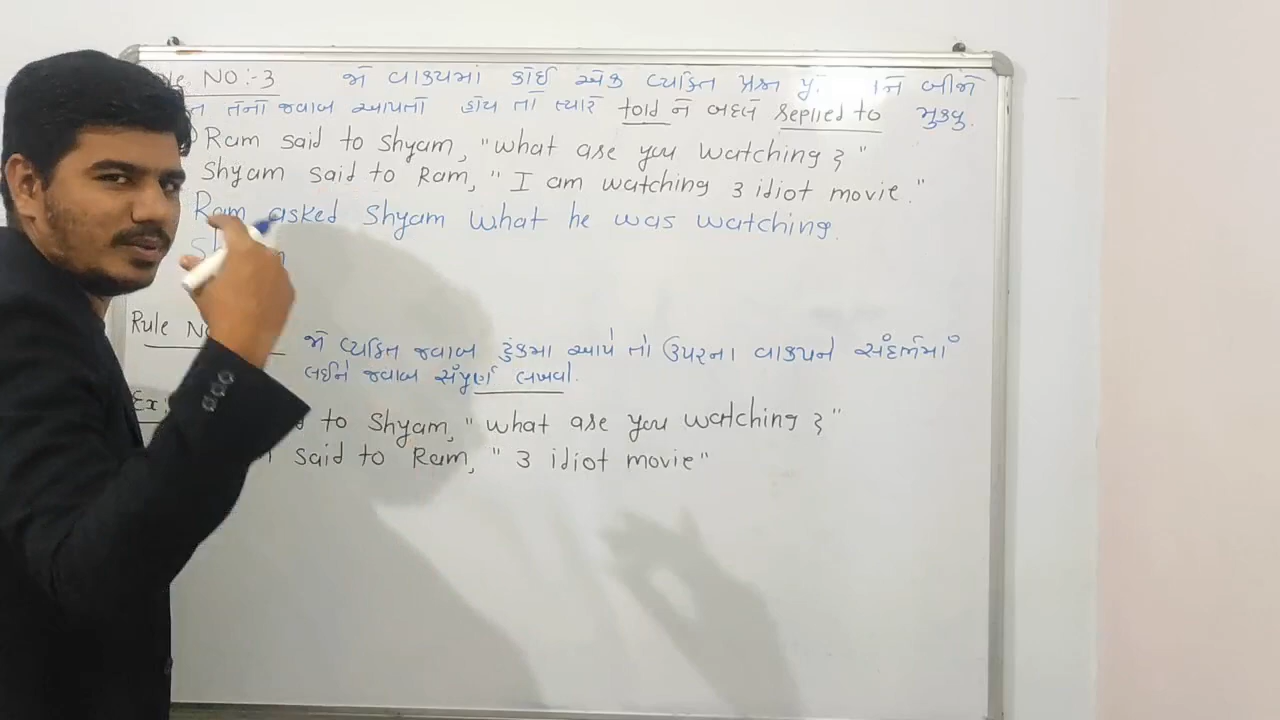 NO:-3 જો વાક્યમાં કોઈ એક વ્યક્તિ પ્રશ્ન પૂ ને બીજો
તેનો જવાબ આપતો હોય તો ત્યારે told ને બદલે replied to મુકવુ.
Ram said to Shyam, "What are you watching ?"
Shyam said to Ram, " I am watching 3 idiot movie."
Ram asked Shyam what he was watching.
Rule
જો વ્યક્તિ જવાબ ટુંકમા આપે તો ઉપરના વાક્યને સંદર્ભમાં
લઈને જવાબ સંપૂર્ણ લખવો.
Ex:
to Shyam, " what are you watching ?"
said to Ram, " 3 idiot movie"